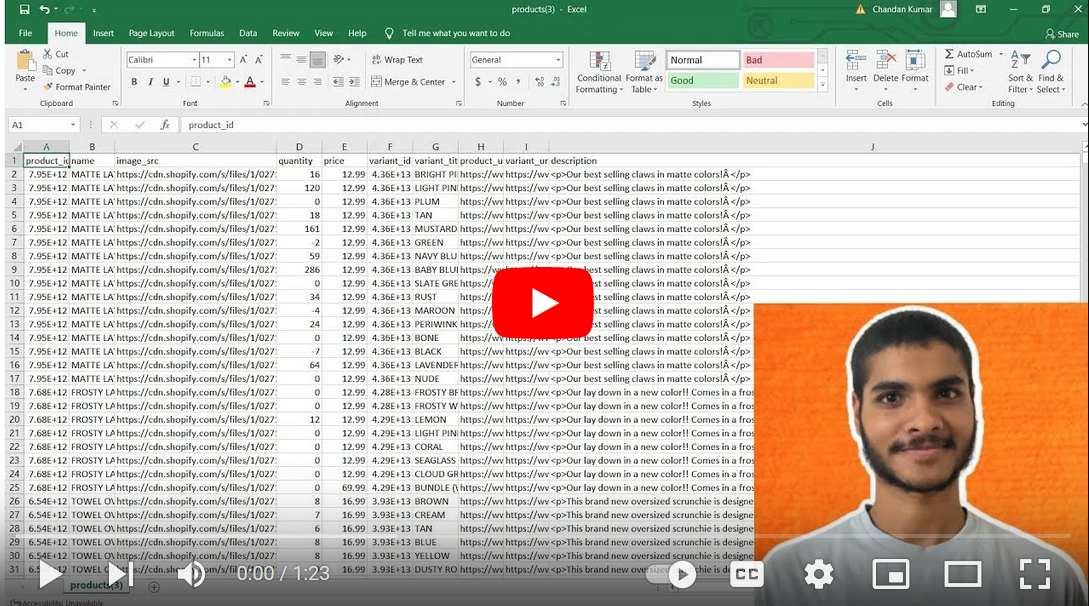 products(3) - Excel
Chandan Kumar
File Home Insert Page Layout Formulas Data Review View Help Tell me what you want to do Share
Cut
Copy
Format Painter
Paste
Calibri 11
B I U
Wrap Text
Merge & Center
General
$ % ,
Conditional Formatting
Format as Table
Normal Bad
Good Neutral
Insert Delete Format
AutoSum
Fill
Clear
Sort & Filter
Find & Select
Clipboard Font Alignment Number Styles Cells Editing
A1 fx product_id
A B C D E F G H I J
1 product_id name image_src quantity price variant_id variant_tit product_u variant_ur description
2 7.95E+12 MATTE LA https://cdn.shopify.com/s/files/1/027 16 12.99 4.36E+13 BRIGHT PI https://wv https://wv <p>Our best selling claws in matte colors!Â </p>
3 7.95E+12 MATTE LA https://cdn.shopify.com/s/files/1/027 120 12.99 4.36E+13 LIGHT PIN https://wv https://wv <p>Our best selling claws in matte colors!Â </p>
4 7.95E+12 MATTE LA https://cdn.shopify.com/s/files/1/027 0 12.99 4.36E+13 PLUM https://wv https://wv <p>Our best selling claws in matte colors!Â </p>
5 7.95E+12 MATTE LA https://cdn.shopify.com/s/files/1/027 18 12.99 4.36E+13 TAN https://wv https://wv <p>Our best selling claws in matte colors!Â </p>
6 7.95E+12 MATTE LA https://cdn.shopify.com/s/files/1/027 161 12.99 4.36E+13 MUSTARD https://wv https://wv <p>Our best selling claws in matte colors!Â </p>
7 7.95E+12 MATTE LA https://cdn.shopify.com/s/files/1/027 -2 12.99 4.36E+13 GREEN https://wv https://wv <p>Our best selling claws in matte colors!Â </p>
8 7.95E+12 MATTE LA https://cdn.shopify.com/s/files/1/027 59 12.99 4.36E+13 NAVY BLU https://wv https://wv <p>Our best selling claws in matte colors!Â </p>
9 7.95E+12 MATTE LA https://cdn.shopify.com/s/files/1/027 286 12.99 4.36E+13 BABY BLUI https://wv https://wv <p>Our best selling claws in matte colors!Â </p>
10 7.95E+12 MATTE LA https://cdn.shopify.com/s/files/1/027 0 12.99 4.36E+13 SLATE GRE https://wv selling claws in matte colors!Â </p>
11 7.95E+12 MATTE LA https://cdn.shopify.com/s/files/1/027 34 12.99 4.36E+13 RUST https://wv selling claws in matte colors!Â </p>
12 7.95E+12 MATTE LA https://cdn.shopify.com/s/files/1/027 -4 12.99 4.36E+13 MAROON https://wv selling claws in matte colors!Â </p>
13 7.95E+12 MATTE LA https://cdn.shopify.com/s/files/1/027 24 12.99 4.36E+13 PERIWINK https://wv selling claws in matte colors!Â </p>
14 7.95E+12 MATTE LA https://cdn.shopify.com/s/files/1/027 0 12.99 4.36E+13 BONE https://wv selling claws in matte colors!Â </p>
15 7.95E+12 MATTE LA https://cdn.shopify.com/s/files/1/027 -7 12.99 4.36E+13 BLACK https://wv https://wv <p>Our best selling claws in matte colors!Â </p>
16 7.95E+12 MATTE LA https://cdn.shopify.com/s/files/1/027 64 12.99 4.36E+13 LAVENDER https://wv https://wv <p>Our best selling claws in matte colors!Â </p>
17 7.95E+12 MATTE LA https://cdn.shopify.com/s/files/1/027 0 12.99 4.36E+13 NUDE https://wv https://wv <p>Our best selling claws in matte colors!Â </p>
18 7.68E+12 FROSTY LA https://cdn.shopify.com/s/files/1/027 0 12.99 4.28E+13 FROSTY BF https://wv https://wv <p>Our lay down in a new color!! Comes in a fros
19 7.68E+12 FROSTY LA https://cdn.shopify.com/s/files/1/027 0 12.99 4.28E+13 FROSTY W https://wv https://wv <p>Our lay down in a new color!! Comes in a fros
20 7.68E+12 FROSTY LA https://cdn.shopify.com/s/files/1/027 12 12.99 4.29E+13 LEMON https://wv https://wv <p>Our lay down in a new color!! Comes in a fros
21 7.68E+12 FROSTY LA https://cdn.shopify.com/s/files/1/027 0 12.99 4.29E+13 LIGHT PIN https://wv https://wv <p>Our lay down in a new color!! Comes in a fros
22 7.68E+12 FROSTY LA https://cdn.shopify.com/s/files/1/027 0 12.99 4.29E+13 CORAL https://wv https://wv <p>Our lay down in a new color!! Comes in a fros
23 7.68E+12 FROSTY LA https://cdn.shopify.com/s/files/1/027 0 12.99 4.29E+13 SEAGLASS https://wv https://wv <p>Our lay down in a new color!! Comes in a fros
24 7.68E+12 FROSTY LA https://cdn.shopify.com/s/files/1/027 0 12.99 4.29E+13 CLOUD GR https://wv https://wv <p>Our lay down in a new color!! Comes in a fros
25 7.68E+12 FROSTY LA https://cdn.shopify.com/s/files/1/027 0 69.99 4.29E+13 BUNDLE (V https://wv https://wv <p>Our lay down in a new color!! Comes in a fros
26 6.54E+12 TOWEL OV https://cdn.shopify.com/s/files/1/027 8 16.99 3.93E+13 BROWN https://wv https://wv <p>This brand new oversized scrunchie is designe
27 6.54E+12 TOWEL OV https://cdn.shopify.com/s/files/1/027 7 16.99 3.93E+13 CREAM https://wv https://wv <p>This brand new oversized scrunchie is designe
28 6.54E+12 TOWEL OV https://cdn.shopify.com/s/files/1/027 6 16.99 3.93E+13 TAN https://wv https://wv <p>This brand new oversized scrunchie is designe
29 6.54E+12 TOWEL OV https://cdn.shopify.com/s/files/1/027 8 16.99 3.93E+13 BLUE https://wv https://wv <p>This brand new oversized scrunchie is designe
30 6.54E+12 TOWEL OV https://cdn.shopify.com/s/files/1/027 8 16.99 3.93E+13 YELLOW https://wv https://wv <p>This brand new oversized scrunchie is designe
31 6.54E+12 TOWEL OV https://cdn.shopify.com/s/files/1/027 8 16.99 3.93E+13 DUSTY RO https://wv https://wv <p>This brand new oversized scrunchie is designe
0:00 / 1:23 CC
products(3)
Accessibility: Unavailable